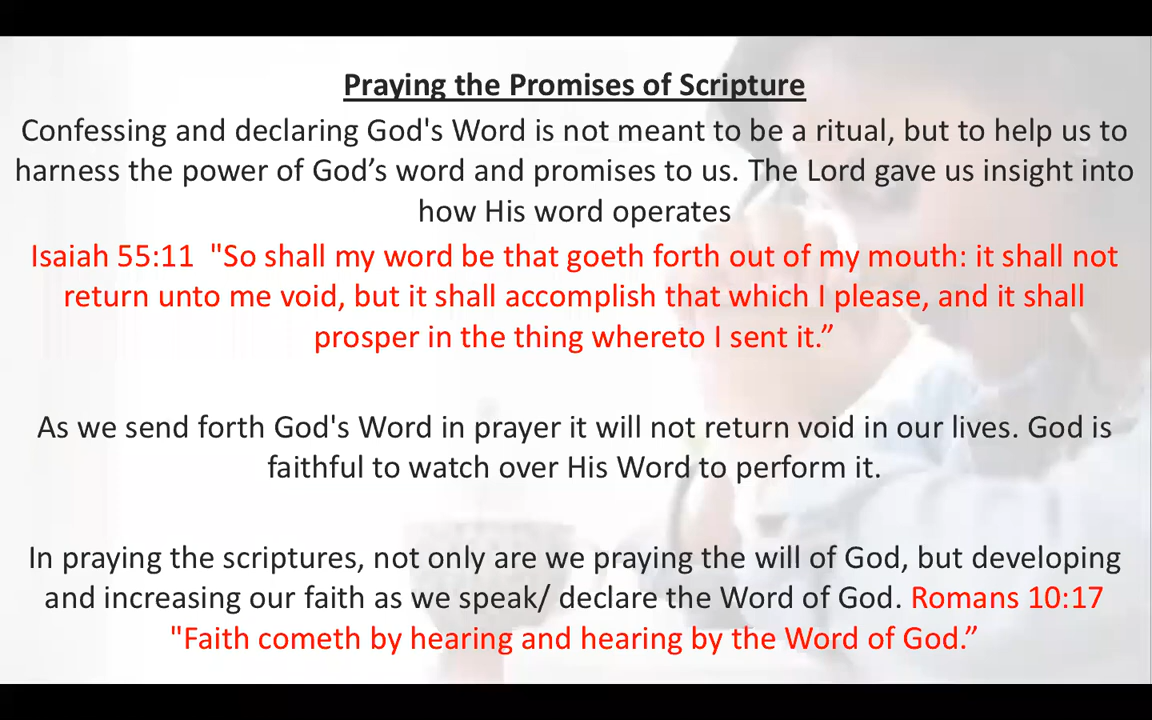 Praying the Promises of Scripture
Confessing and declaring God's Word is not meant to be a ritual, but to help us to
harness the power of God’s word and promises to us. The Lord gave us insight into
how His word operates
Isaiah 55:11  "So shall my word be that goeth forth out of my mouth: it shall not
return unto me void, but it shall accomplish that which I please, and it shall
prosper in the thing whereto I sent it.”
As we send forth God's Word in prayer it will not return void in our lives. God is
faithful to watch over His Word to perform it.
In praying the scriptures, not only are we praying the will of God, but developing
and increasing our faith as we speak/ declare the Word of God. Romans 10:17
"Faith cometh by hearing and hearing by the Word of God.”